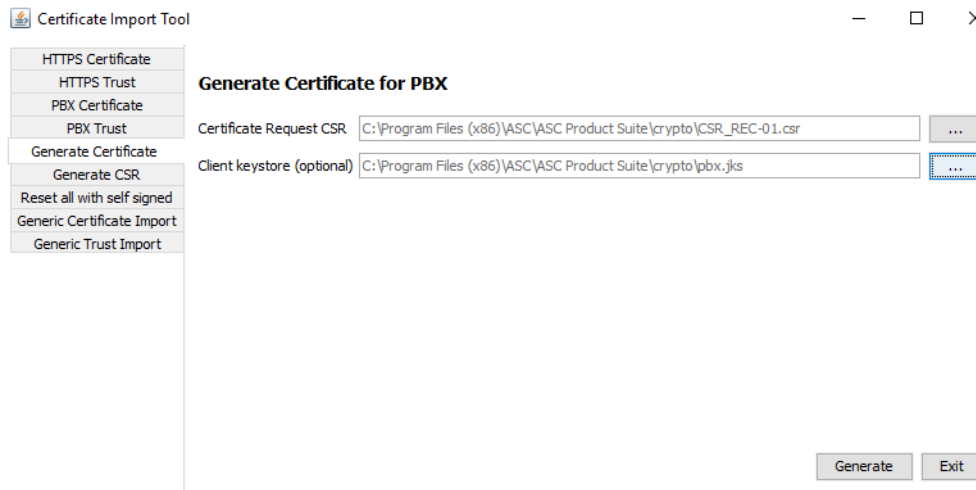 Certificate Import Tool
HTTPS Certificate
HTTPS Trust
PBX Certificate
PBX Trust
Generate Certificate
Generate CSR
Reset all with self signed
Generic Certificate Import
Generic Trust Import
Generate Certificate for PBX
Certificate Request CSR C:\Program Files (x86)\ASC\ASC Product Suite\crypto\CSR_REC-01.csr ...
Client keystore (optional) C:\Program Files (x86)\ASC\ASC Product Suite\crypto\pbx.jks ...
Generate Exit